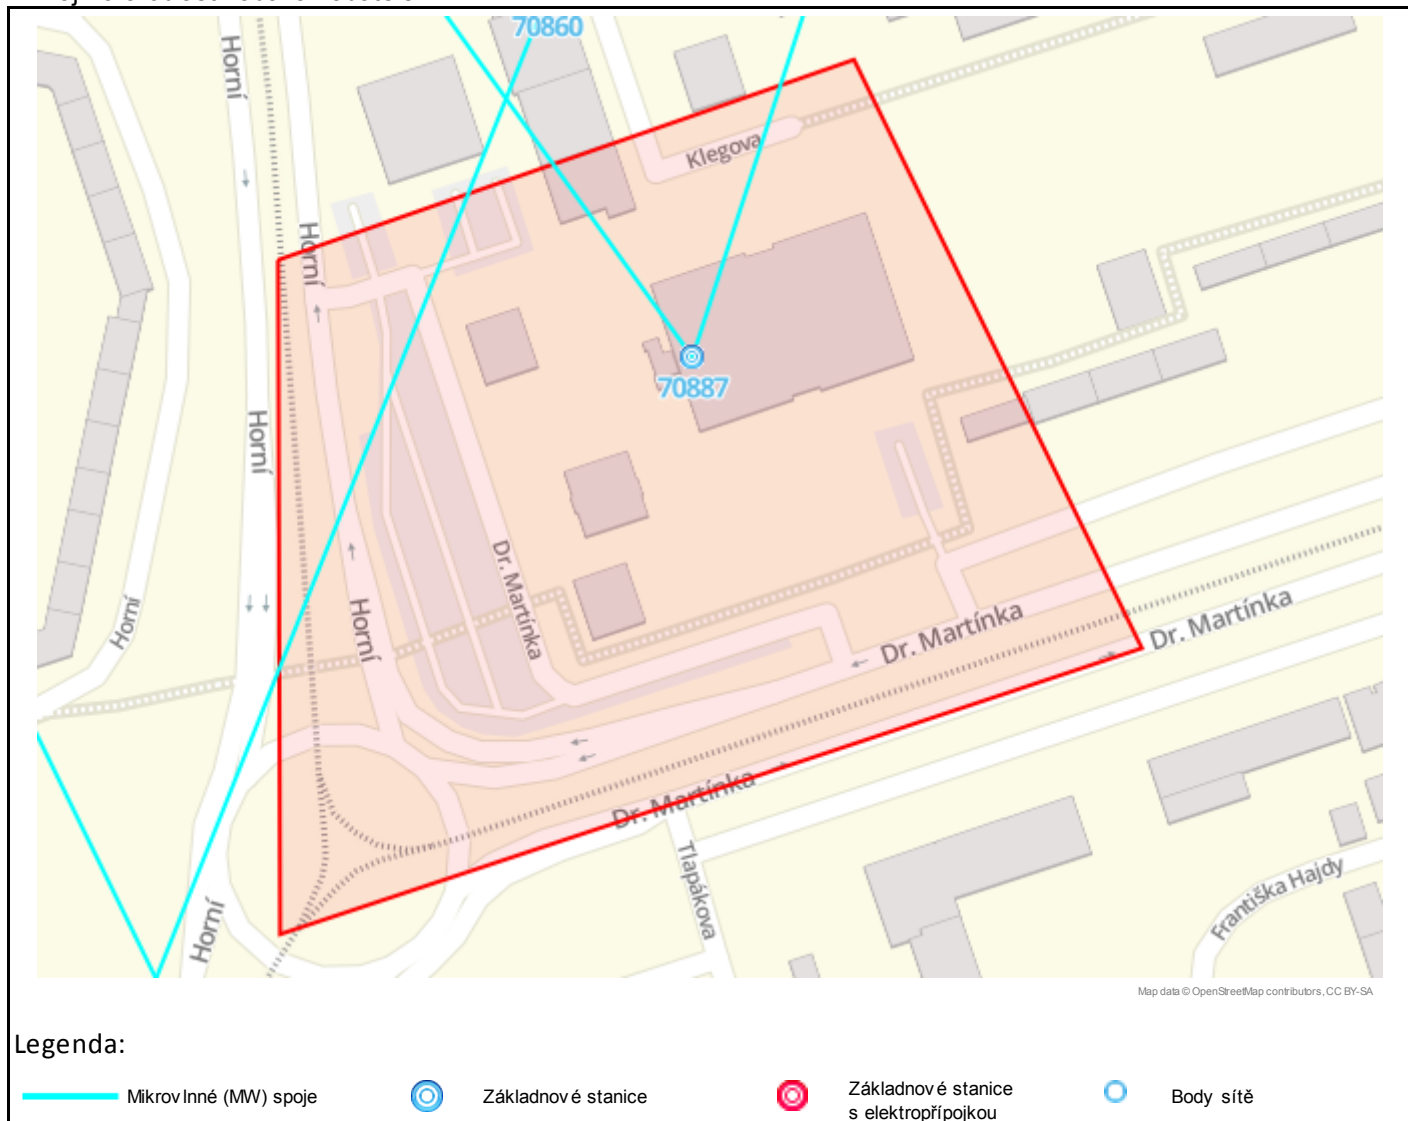 70860
Horní
Klegova
Horní
70887
Horní
Dr. Martínka
Horní
Horní
Dr. Martínka
Dr. Martínka
Dr. Martínka
Tlapákova
Františka Hajdy
Horní
Map data © OpenStreetMap contributors, CC BY-SA
Legenda:
Mikrovlnné (MW) spoje
Základnové stanice
Základnové stanice
s elektropřípojkou
Body sítě